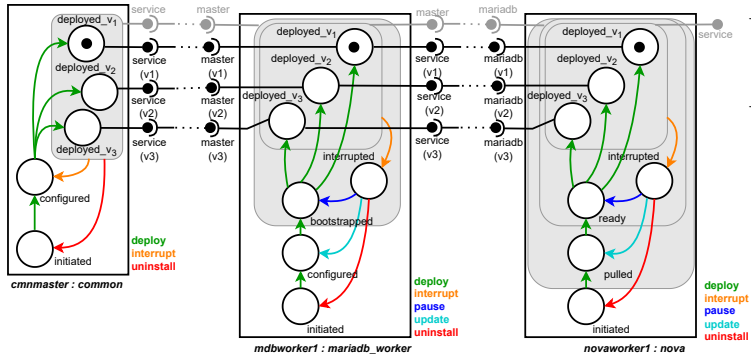 deployed_v1
service
(v1)
deployed_v2
service
(v2)
deployed_v3
service
(v3)
service
master
master
(v1)
master
(v2)
master
(v3)
configured
initiated
deploy
interrupt
uninstall
cmnmaster : common
deployed_v1
deployed_v2
deployed_v3
interrupted
bootstrapped
configured
initiated
master
service
(v1)
service
(v2)
service
(v3)
deploy
interrupt
pause
update
uninstall
mdbworker1 : mariadb_worker
mariadb
mariadb
(v1)
mariadb
(v2)
mariadb
(v3)
deployed_v1
deployed_v2
deployed_v3
interrupted
ready
pulled
initiated
service
deploy
interrupt
pause
update
uninstall
novaworker1 : nova